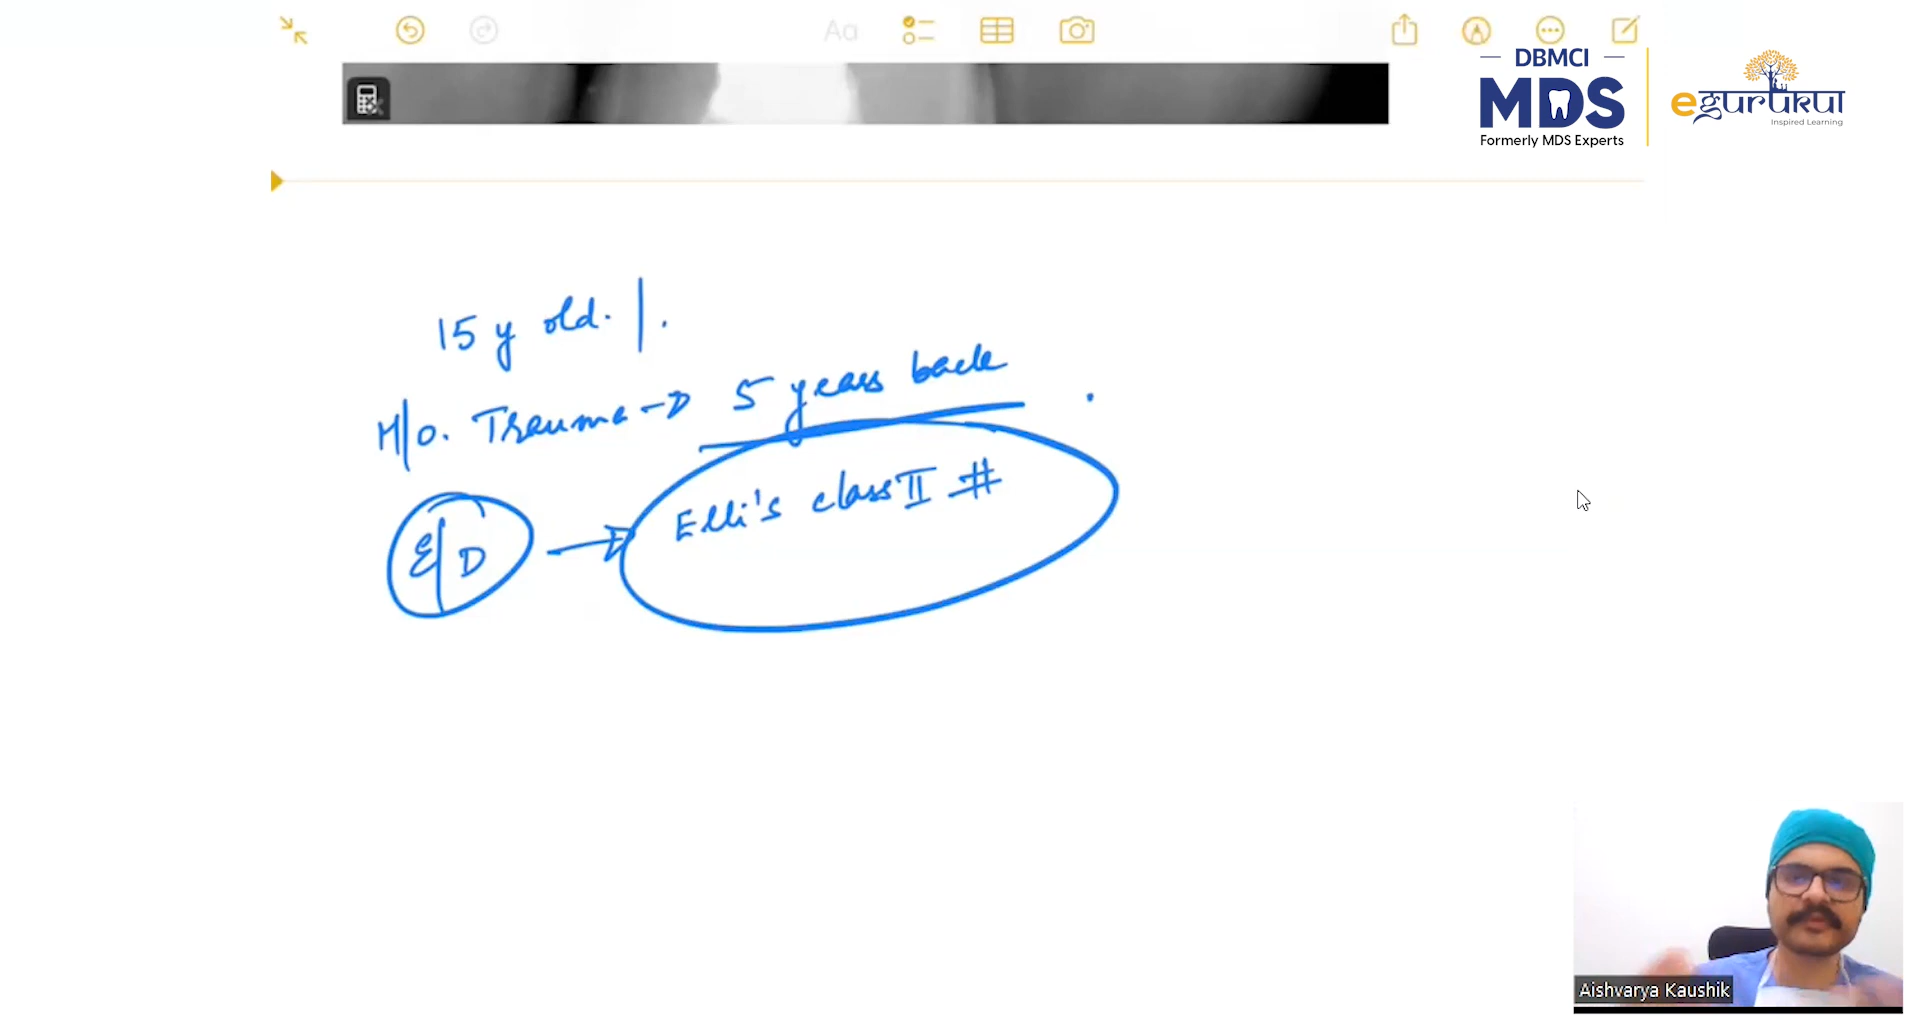 Aa
DBMCI
MDS
Formerly MDS Experts
eGurukul
Inspired Learning
15 y old. |.
H/o. Trauma → 5 years back
E/D → Elli's class II #
Aishvarya Kaushik